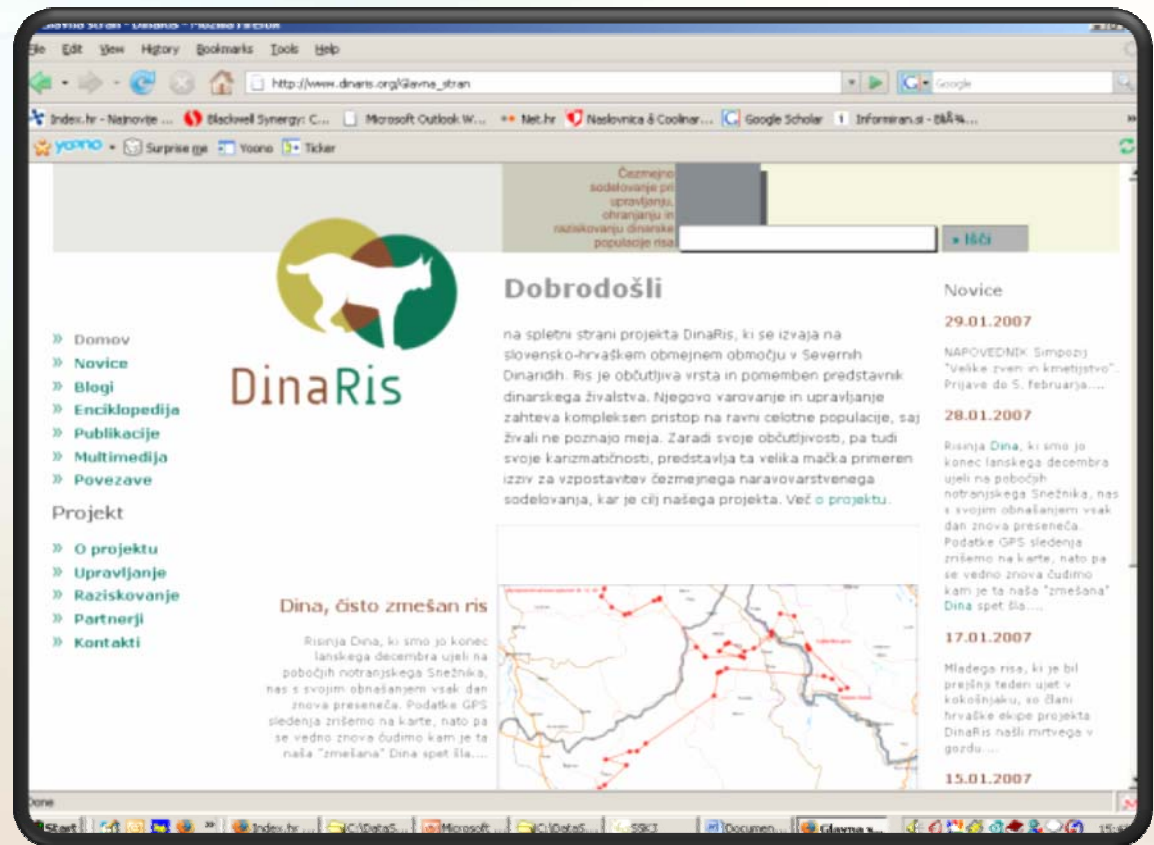 File Edit View History Bookmarks Tools Help
http://www.dinaris.org/Glavna_stran
Google
Index.hr - Najnovije ... Blackwell Synergy: C... Microsoft Outlook W... Net.hr Naslovnica & Coolinar... Google Scholar Informiran.si -
yoono Surprise me Yoono Ticker
Čezmejno
sodelovanje pri
upravljanju,
ohranjanju in
raziskovanju dinarske
populacije risa
» Išči
DinaRis
» Domov
» Novice
» Blogi
» Enciklopedija
» Publikacije
» Multimedija
» Povezave
Projekt
» O projektu
» Upravljanje
» Raziskovanje
» Partnerji
» Kontakti
Dobrodošli
na spletni strani projekta DinaRis, ki se izvaja na
slovensko-hrvaškem obmejnem območju v Severnih
Dinaridih. Ris je občutljiva vrsta in pomemben predstavnik
dinarskega živalstva. Njegovo varovanje in upravljanje
zahteva kompleksen pristop na ravni celotne populacije, saj
živali ne poznajo meja. Zaradi svoje občutljivosti, pa tudi
svoje karizmatičnosti, predstavlja ta velika mačka primeren
izziv za vzpostavitev čezmejnega naravovarstvenega
sodelovanja, kar je cilj našega projekta. Več o projektu.
Dina, čisto zmešan ris
Risinja Dina, ki smo jo konec
lanskega decembra ujeli na
pobočjih notranjskega Snežnika,
nas s svojim obnašanjem vsak dan
znova preseneča. Podatke GPS
sledenja zrišemo na karte, nato pa
se vedno znova čudimo kam je ta
naša "zmešana" Dina spet šla....
Novice
29.01.2007
NAPOVEDNIK: Simpozij
"Velike zveri in kmetijstvo".
Prijave do 5. februarja....
28.01.2007
Risinja Dina, ki smo jo
konec lanskega decembra
ujeli na pobočjih
notranjskega Snežnika, nas
s svojim obnašanjem vsak
dan znova preseneča.
Podatke GPS sledenja
zrišemo na karte, nato pa
se vedno znova čudimo
kam je ta naša "zmešana"
Dina spet šla....
17.01.2007
Mladega risa, ki je bil
prejšnji teden ujet v
kokošnjaku, so člani
hrvaške ekipe projekta
DinaRis našli mrtvega v
gozdu....
15.01.2007
Done
Start Index.hr ... C:\DataS... Microsoft ... C:\DataS... SSKJ Documen... Glavna s...